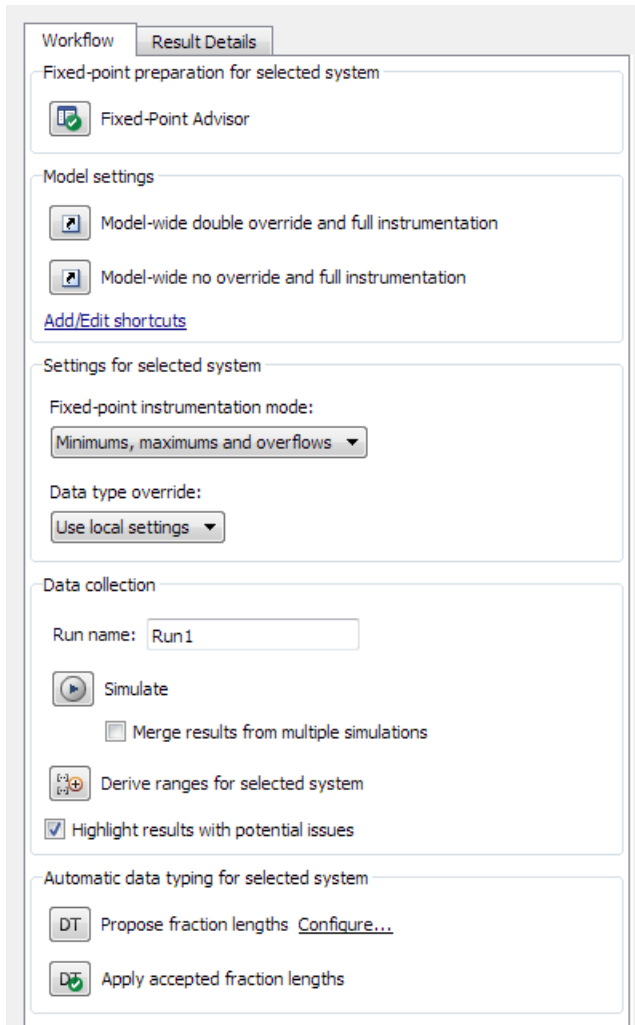 Workflow
Result Details
Fixed-point preparation for selected system
Fixed-Point Advisor
Model settings
Model-wide double override and full instrumentation
Model-wide no override and full instrumentation
Add/Edit shortcuts
Settings for selected system
Fixed-point instrumentation mode:
Minimums, maximums and overflows
Data type override:
Use local settings
Data collection
Run name: Run1
Simulate
Merge results from multiple simulations
Derive ranges for selected system
Highlight results with potential issues
Automatic data typing for selected system
DT Propose fraction lengths Configure...
DT Apply accepted fraction lengths